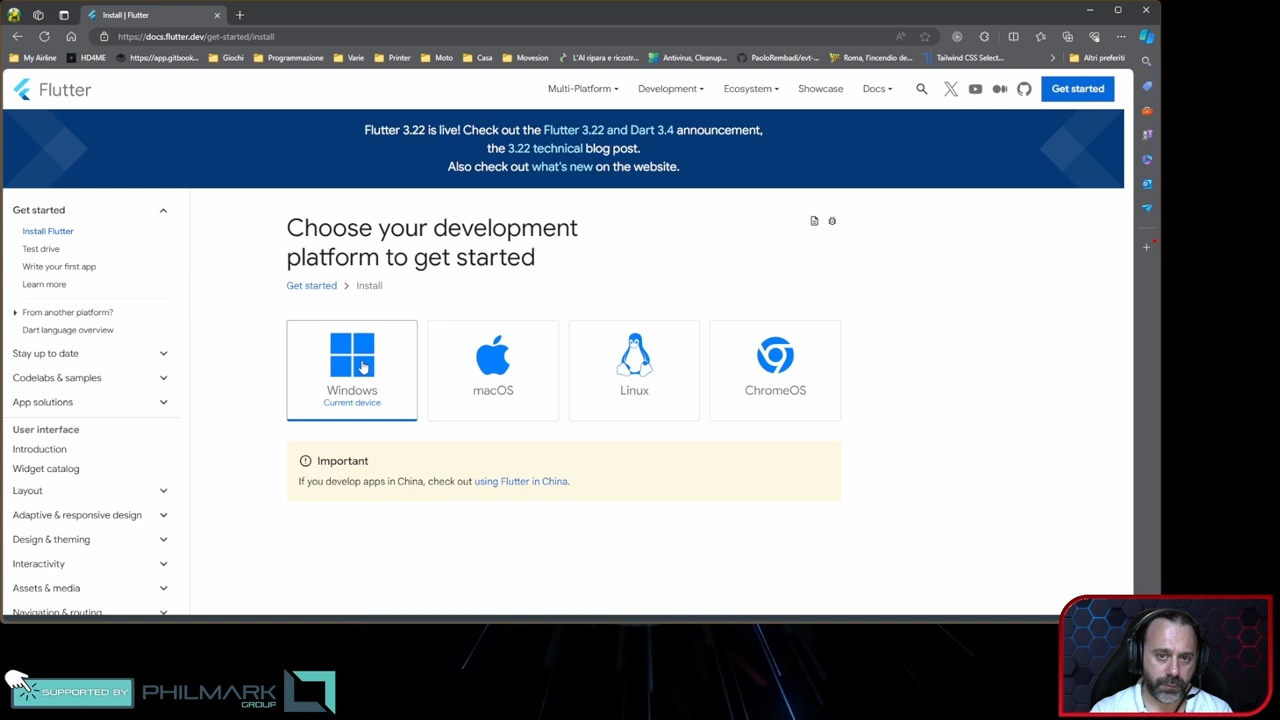 Install | Flutter
https://docs.flutter.dev/get-started/install
My Airline
HD4ME
https://app.gitbook...
Giochi
Programmazione
Varie
Printer
Moto
Casa
Movesion
L'AI ripara e ricostr...
Antivirus, Cleanup...
PaoloRembadi/evt-...
Roma, l'incendio de...
Tailwind CSS Select...
Altri preferiti
Flutter
Multi-Platform
Development
Ecosystem
Showcase
Docs
Get started
Flutter 3.22 is live! Check out the Flutter 3.22 and Dart 3.4 announcement,
the 3.22 technical blog post.
Also check out what's new on the website.
Get started
Install Flutter
Test drive
Write your first app
Learn more
From another platform?
Dart language overview
Stay up to date
Codelabs & samples
App solutions
User interface
Introduction
Widget catalog
Layout
Adaptive & responsive design
Design & theming
Interactivity
Assets & media
Navigation & routing
Choose your development
platform to get started
Get started > Install
Windows
Current device
macOS
Linux
ChromeOS
Important
If you develop apps in China, check out using Flutter in China.
SUPPORTED BY
PHILMARK
GROUP